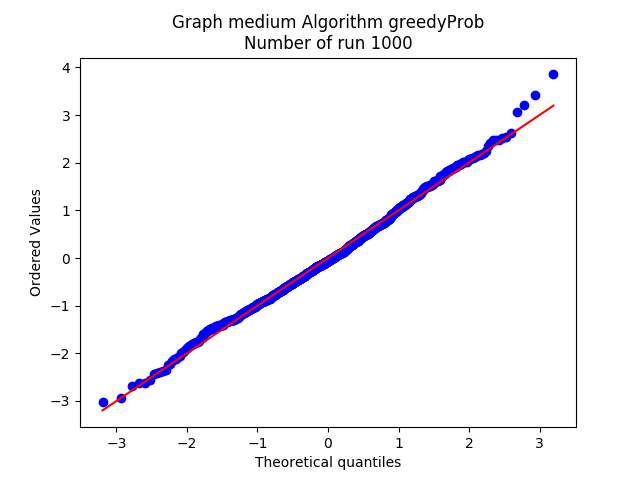 Graph medium Algorithm greedyProb
Number of run 1000
4
3
2
1
0
−1
−2
−3
Ordered Values
−3 −2 −1 0 1 2 3
Theoretical quantiles